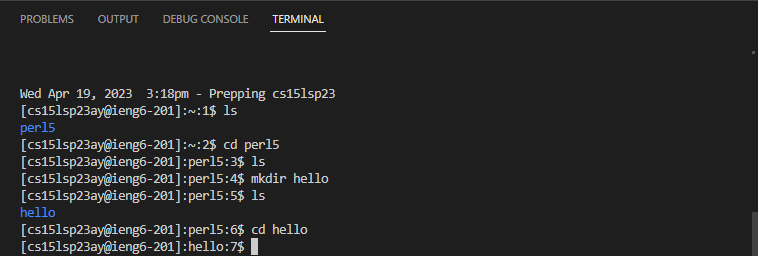 PROBLEMS OUTPUT DEBUG CONSOLE TERMINAL
Wed Apr 19, 2023  3:18pm - Prepping cs15lsp23
[cs15lsp23ay@ieng6-201]:~:1$ ls
perl5
[cs15lsp23ay@ieng6-201]:~:2$ cd perl5
[cs15lsp23ay@ieng6-201]:perl5:3$ ls
[cs15lsp23ay@ieng6-201]:perl5:4$ mkdir hello
[cs15lsp23ay@ieng6-201]:perl5:5$ ls
hello
[cs15lsp23ay@ieng6-201]:perl5:6$ cd hello
[cs15lsp23ay@ieng6-201]:hello:7$